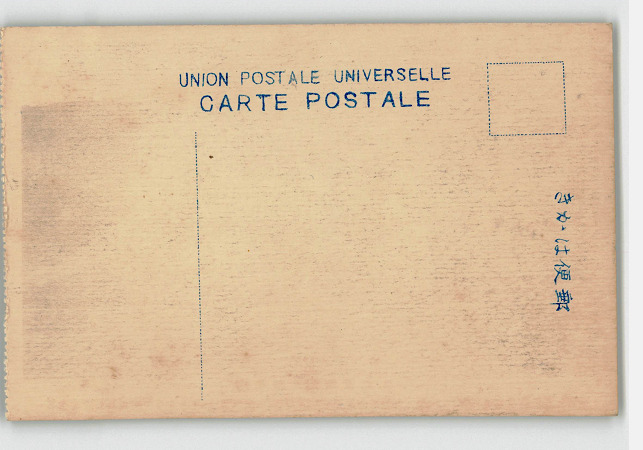 UNION POSTALE UNIVERSELLE
CARTE POSTALE
郵便はがき